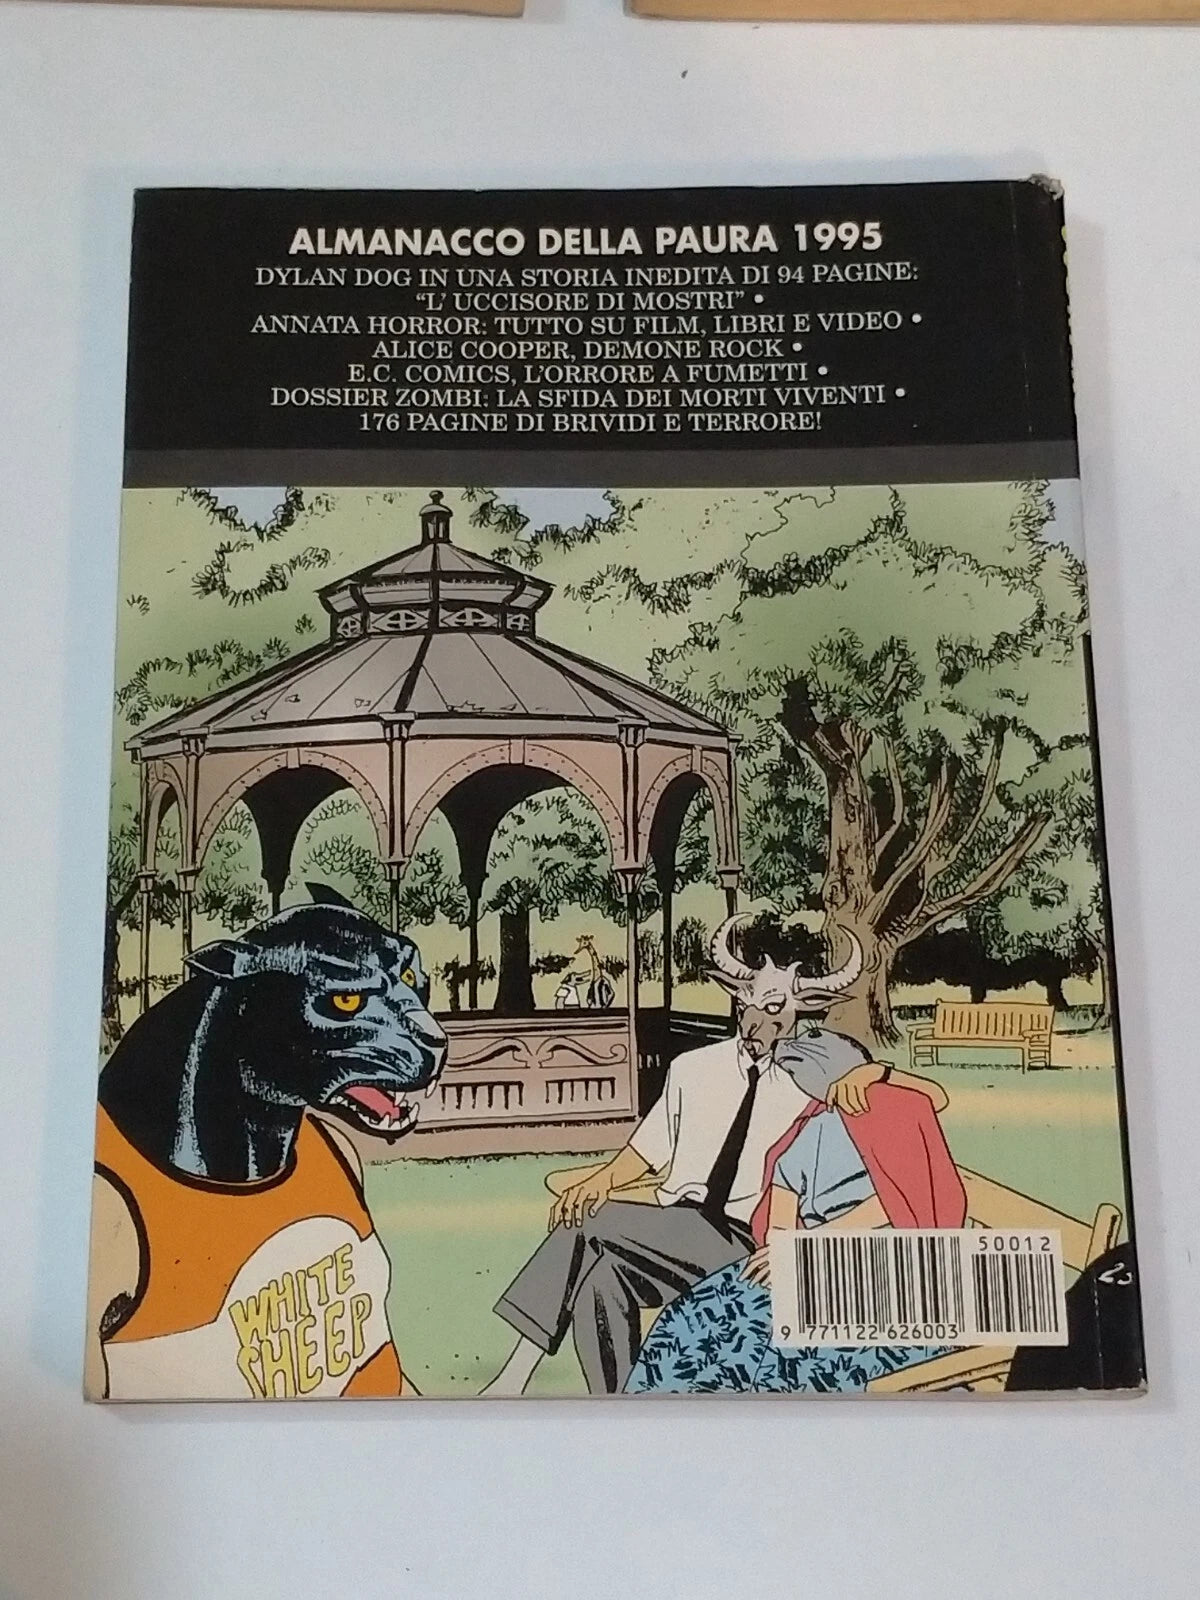 ALMANACCO DELLA PAURA 1995
DYLAN DOG IN UNA STORIA INEDITA DI 94 PAGINE:
“L' UCCISORE DI MOSTRI” •
ANNATA HORROR: TUTTO SU FILM, LIBRI E VIDEO •
ALICE COOPER, DEMONE ROCK •
E.C. COMICS, L'ORRORE A FUMETTI •
DOSSIER ZOMBI: LA SFIDA DEI MORTI VIVENTI •
176 PAGINE DI BRIVIDI E TERRORE!
WHITE
SHEEP
50012
9 771122 626003